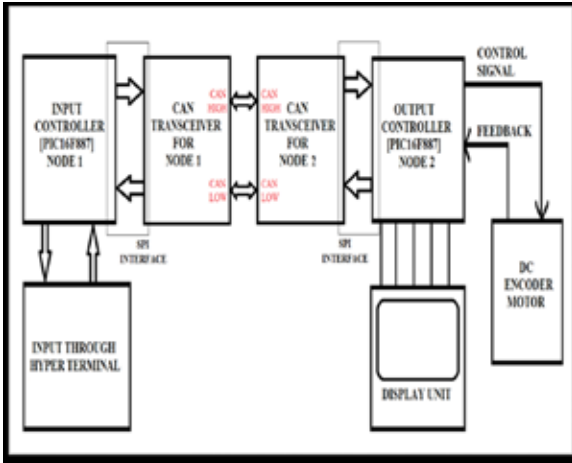 INPUT
CONTROLLER
[PIC16F887]
NODE 1
CAN
TRANSCEIVER
FOR
NODE 1
CAN
HIGH
CAN
LOW
CAN
HIGH
CAN
LOW
CAN
TRANSCEIVER
FOR
NODE 2
OUTPUT
CONTROLLER
[PIC16F887]
NODE 2
CONTROL
SIGNAL
FEEDBACK
SPI
INTERFACE
SPI
INTERFACE
DC
ENCODER
MOTOR
INPUT THROUGH
HYPER TERMINAL
DISPLAY UNIT